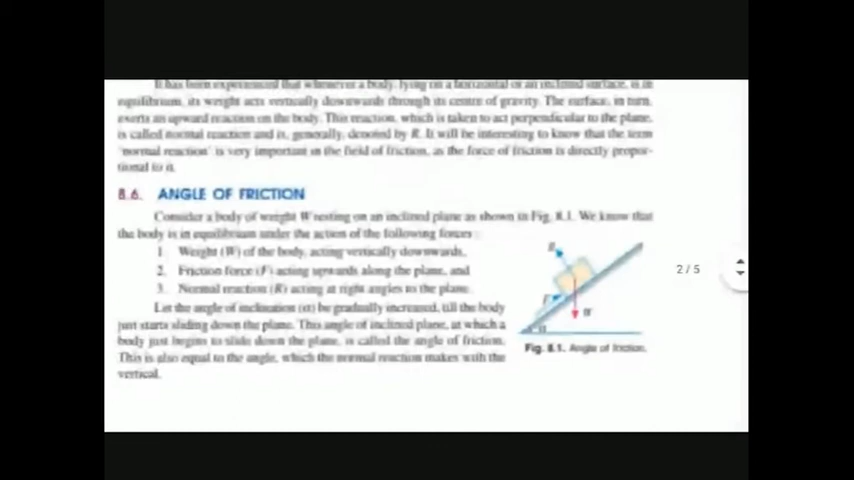 It has been experienced that whenever a body, lying on a horizontal or an inclined surface, is in
equilibrium, its weight acts vertically downwards through its centre of gravity. The surface, in turn,
exerts an upward reaction on the body. This reaction, which is taken to act perpendicular to the plane,
is called normal reaction and is, generally, denoted by R. It will be interesting to know that the term
'normal reaction' is very important in the field of friction, as the force of friction is directly propor-
tional to it.
8.6. ANGLE OF FRICTION
Consider a body of weight W resting on an inclined plane as shown in Fig. 8.1. We know that
the body is in equilibrium under the action of the following forces :
1. Weight (W) of the body, acting vertically downwards,
2. Friction force (F) acting upwards along the plane, and
3. Normal reaction (R) acting at right angles to the plane.
Let the angle of inclination (α) be gradually increased, till the body
just starts sliding down the plane. This angle of inclined plane, at which a
body just begins to slide down the plane, is called the angle of friction.
This is also equal to the angle, which the normal reaction makes with the
vertical.
R
F
W
α
Fig. 8.1. Angle of friction.
2 / 5